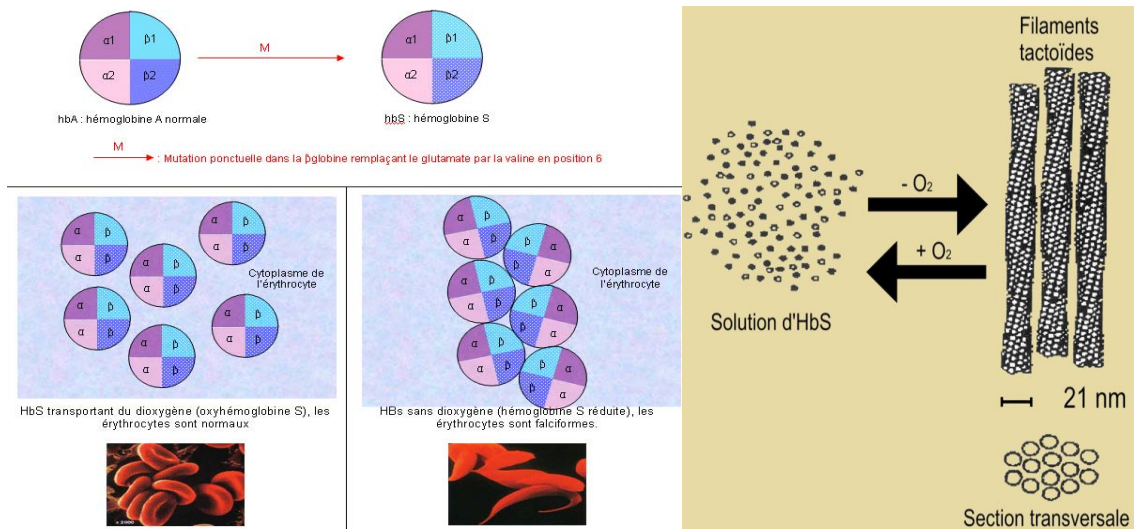 α1 β1
α2 β2
M
α1 β1
α2 β2
hbA : hémoglobine A normale
hbS : hémoglobine S
M
: Mutation ponctuelle dans la βglobine remplaçant le glutamate par la valine en position 6
α β
α β
α β
α β
α β
α β
Cytoplasme de
l'érythrocyte
α β
α β
α β
α β
α β
α β
HbS transportant du dioxygène (oxyhémoglobine S), les
érythrocytes sont normaux
α β
α β
β α
β α
Cytoplasme de
l'érythrocyte
α β
α β
β α
β α
α β
α β
β α
β α
HBs sans dioxygène (hémoglobine S réduite), les
érythrocytes sont falciformes.
Filaments
tactoïdes
- O₂
+ O₂
Solution d'HbS
21 nm
Section transversale